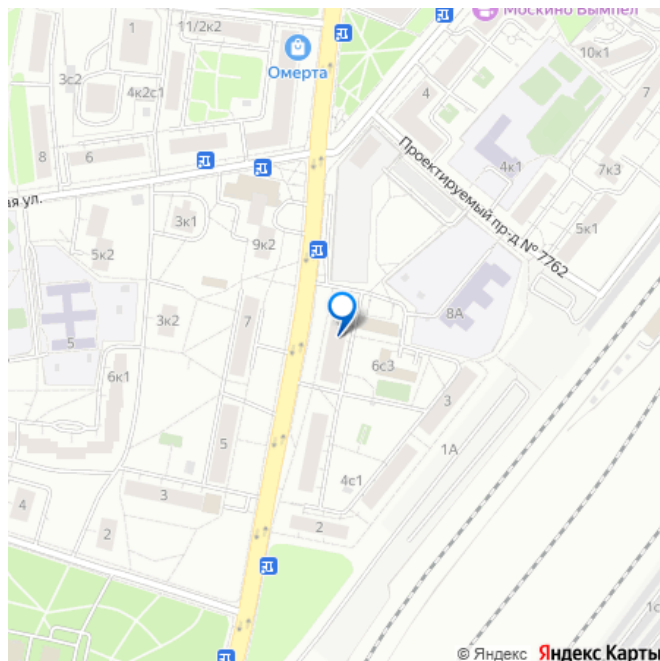 Москино Вымпел
1
11/2к2
10к1
Омерта
3с2
4к2с1
4
7
8
6
Проектируемый пр-д № 7762
4к1
7к3
ая ул.
3к1
9к2
5к1
5к2
8А
3к2
7
5
6с3
6к1
3
5
1А
4с1
3
4
2
2
1с
© Яндекс Яндекс Карты